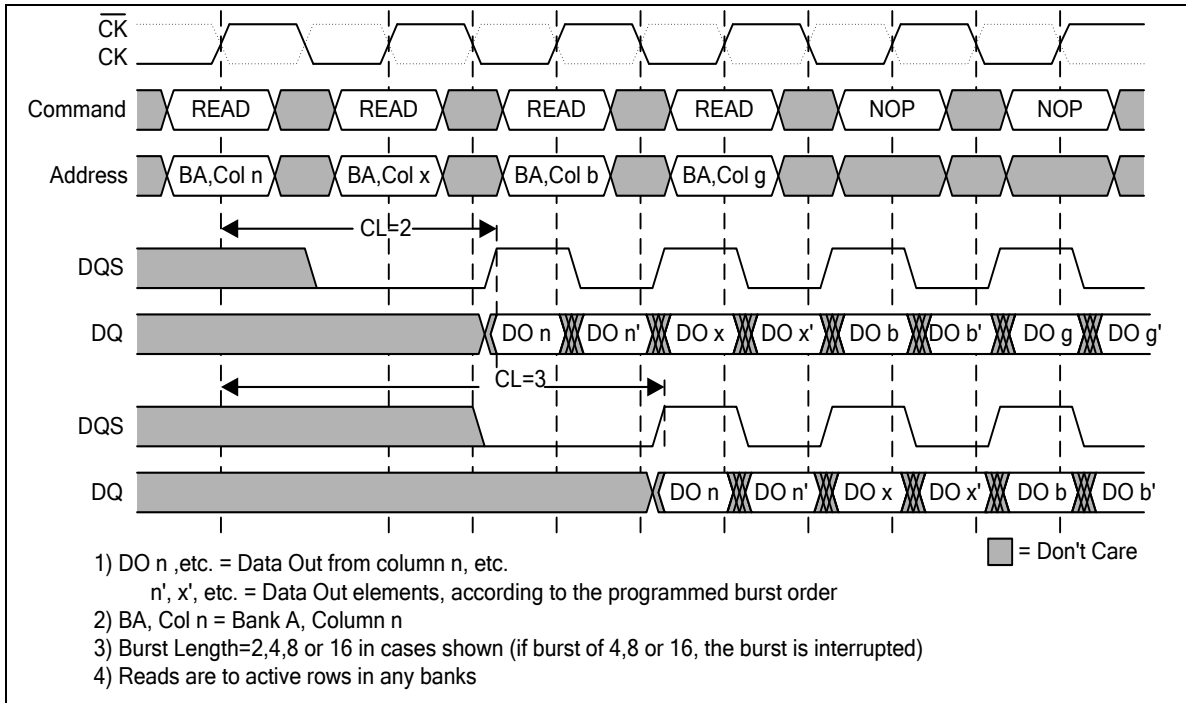 CK
CK
Command READ READ READ READ NOP NOP
Address BA,Col n BA,Col x BA,Col b BA,Col g
CL=2
DQS
DQ DO n DO n' DO x DO x' DO b DO b' DO g DO g'
CL=3
DQS
DQ DO n DO n' DO x DO x' DO b DO b'
= Don't Care
1) DO n ,etc. = Data Out from column n, etc.
n', x', etc. = Data Out elements, according to the programmed burst order
2) BA, Col n = Bank A, Column n
3) Burst Length=2,4,8 or 16 in cases shown (if burst of 4,8 or 16, the burst is interrupted)
4) Reads are to active rows in any banks